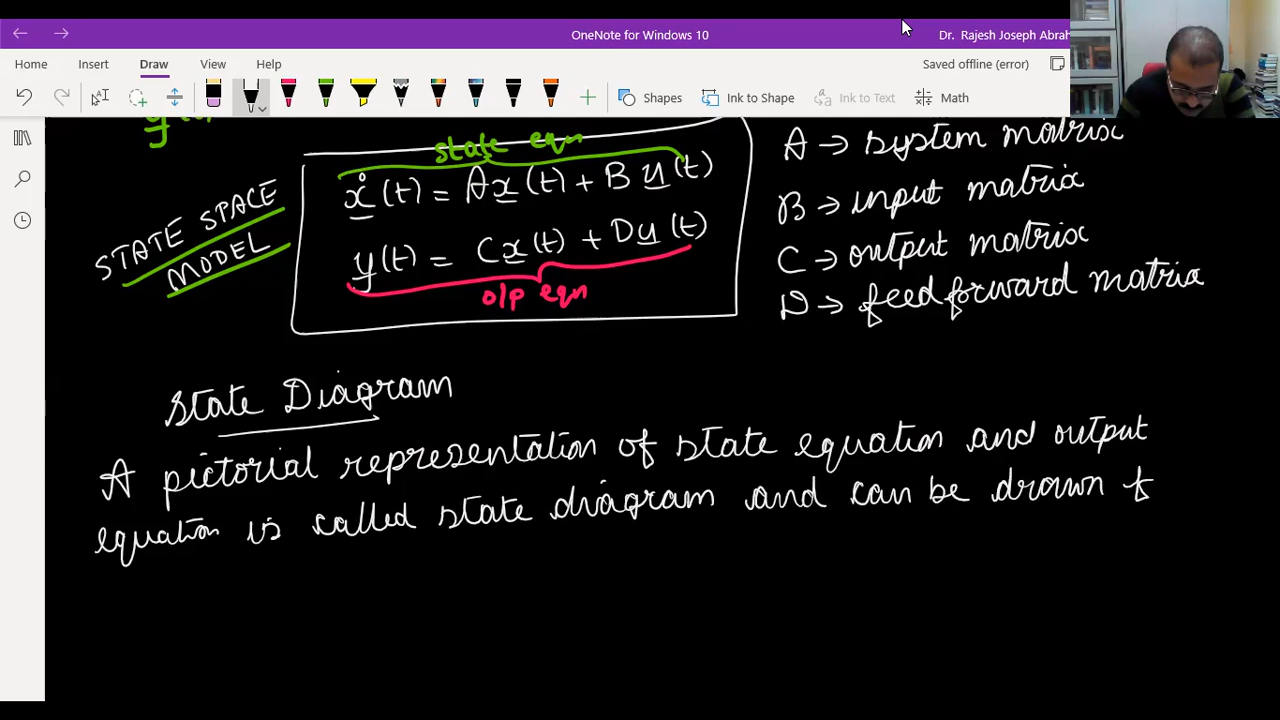 OneNote for Windows 10
Dr. Rajesh Joseph Abrah
Home Insert Draw View Help
Saved offline (error)
Shapes Ink to Shape Ink to Text Math
state eqn
ẋ(t) = Ax(t) + Bu(t)
y(t) = Cx(t) + Du(t)
o/p eqn
STATE SPACE
MODEL
A → system matrix
B → input matrix
C → output matrix
D → feedforward matrix
State Diagram
A pictorial representation of state equation and output
equation is called state diagram and can be drawn f